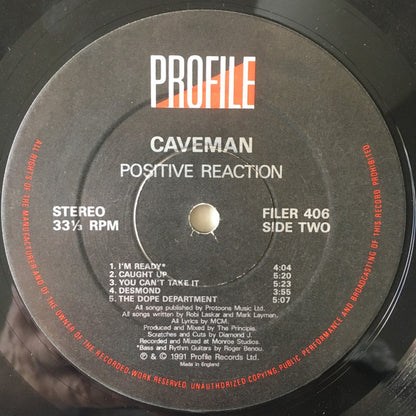 PROFILE
CAVEMAN
POSITIVE REACTION
STEREO
33⅓ RPM
FILER 406
SIDE TWO
1. I'M READY* 4:04
2. CAUGHT UP 5:20
3. YOU CAN'T TAKE IT 5:23
4. DESMOND 3:55
5. THE DOPE DEPARTMENT 5:07
All songs published by Protoons Music Ltd.
All songs written by Robi Laskar and Mark Layman.
All Lyrics by MCM.
Produced and Mixed by The Principle.
Scratches and Cuts by Diamond J.
Recorded and Mixed at Monroe Studios.
*Bass and Rythm Guitars by Roger Benou.
℗ & © 1991 Profile Records Ltd.
Made in England
ALL RIGHTS OF THE MANUFACTURER AND OF THE OWNER OF THE RECORDED WORK RESERVED. UNAUTHORIZED COPYING, PUBLIC PERFORMANCE AND BROADCASTING OF THIS RECORD PROHIBITED.